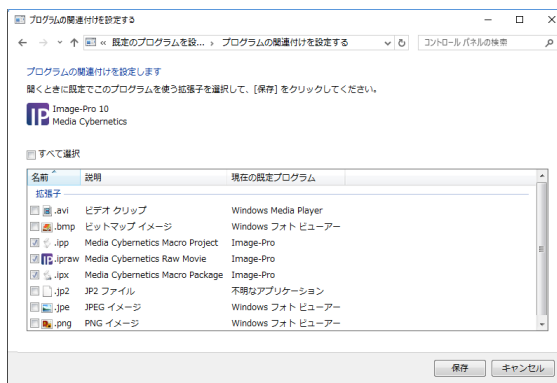 プログラムの関連付けを設定する
« 既定のプログラムを設... › プログラムの関連付けを設定する
コントロール パネルの検索
プログラムの関連付けを設定します
開くときに既定でこのプログラムを使う拡張子を選択して、[保存] をクリックしてください。
IP
Image-Pro 10
Media Cybernetics
すべて選択
名前 説明 現在の既定プログラム
拡張子
.avi ビデオ クリップ Windows Media Player
.bmp ビットマップ イメージ Windows フォト ビューアー
.ipp Media Cybernetics Macro Project Image-Pro
.ipraw Media Cybernetics Raw Movie Image-Pro
.ipx Media Cybernetics Macro Package Image-Pro
.jp2 JP2 ファイル 不明なアプリケーション
.jpe JPEG イメージ Windows フォト ビューアー
.png PNG イメージ Windows フォト ビューアー
保存 キャンセル